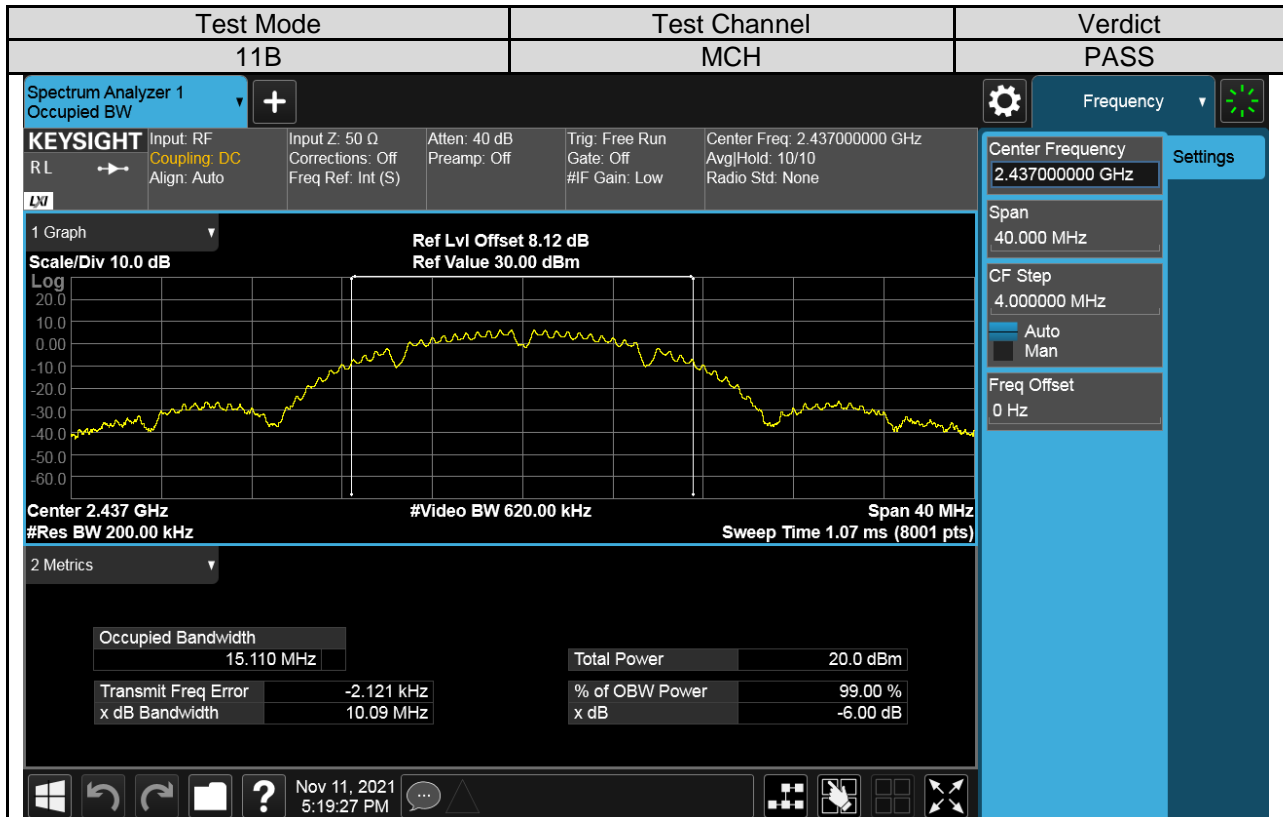 Test Mode Test Channel Verdict
11B MCH PASS
Spectrum Analyzer 1
Occupied BW
+
Frequency
KEYSIGHT Input: RF Input Z: 50 Ω Atten: 40 dB Trig: Free Run Center Freq: 2.437000000 GHz
R L Coupling: DC Corrections: Off Preamp: Off Gate: Off Avg|Hold: 10/10
Align: Auto Freq Ref: Int (S) #IF Gain: Low Radio Std: None
LXI
Center Frequency
2.437000000 GHz
Settings
Span
40.000 MHz
CF Step
4.000000 MHz
Auto
Man
Freq Offset
0 Hz
1 Graph
Ref Lvl Offset 8.12 dB
Scale/Div 10.0 dB Ref Value 30.00 dBm
Log
20.0
10.0
0.00
-10.0
-20.0
-30.0
-40.0
-50.0
-60.0
Center 2.437 GHz #Video BW 620.00 kHz Span 40 MHz
#Res BW 200.00 kHz Sweep Time 1.07 ms (8001 pts)
2 Metrics
Occupied Bandwidth
15.110 MHz Total Power 20.0 dBm
Transmit Freq Error -2.121 kHz % of OBW Power 99.00 %
x dB Bandwidth 10.09 MHz x dB -6.00 dB
? Nov 11, 2021
5:19:27 PM